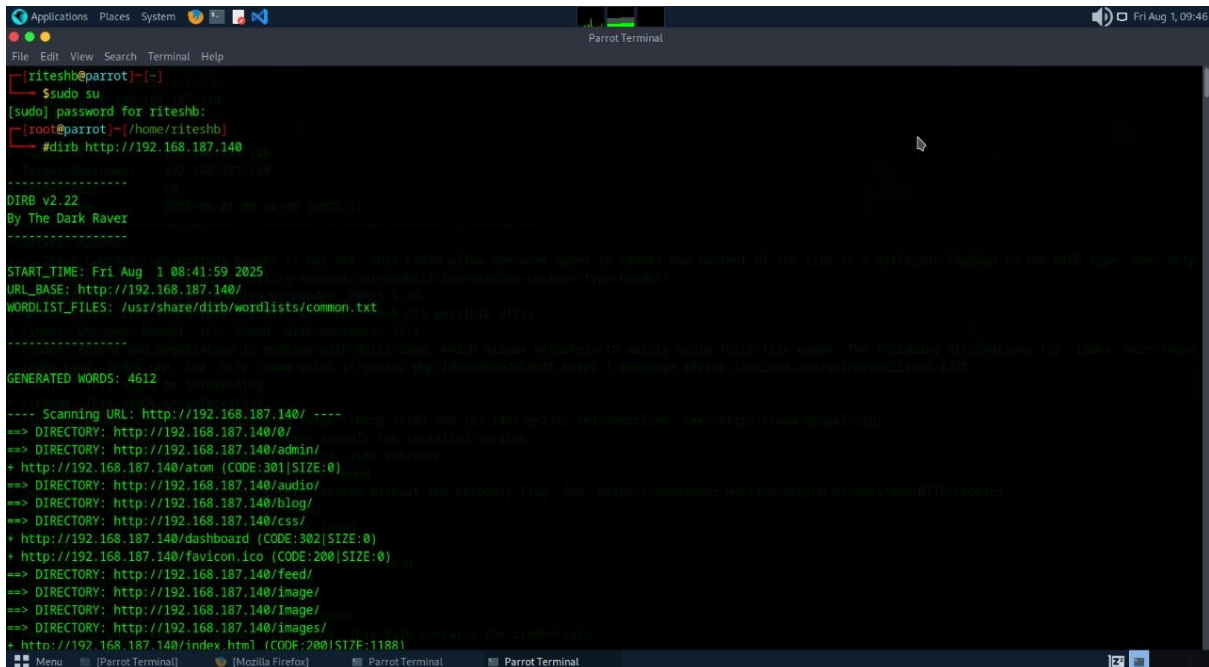 Applications Places System Fri Aug 1, 09:46
Parrot Terminal
File Edit View Search Terminal Help
[riteshb@parrot]─[~]
$sudo su
[sudo] password for riteshb:
[root@parrot]─[/home/riteshb]
#dirb http://192.168.187.140
-----------------
DIRB v2.22
By The Dark Raver
-----------------
START_TIME: Fri Aug  1 08:41:59 2025
URL_BASE: http://192.168.187.140/
WORDLIST_FILES: /usr/share/dirb/wordlists/common.txt
-----------------
GENERATED WORDS: 4612
---- Scanning URL: http://192.168.187.140/ ----
==> DIRECTORY: http://192.168.187.140/0/
==> DIRECTORY: http://192.168.187.140/admin/
+ http://192.168.187.140/atom (CODE:301|SIZE:0)
==> DIRECTORY: http://192.168.187.140/audio/
==> DIRECTORY: http://192.168.187.140/blog/
==> DIRECTORY: http://192.168.187.140/css/
+ http://192.168.187.140/dashboard (CODE:302|SIZE:0)
+ http://192.168.187.140/favicon.ico (CODE:200|SIZE:0)
==> DIRECTORY: http://192.168.187.140/feed/
==> DIRECTORY: http://192.168.187.140/image/
==> DIRECTORY: http://192.168.187.140/Image/
==> DIRECTORY: http://192.168.187.140/images/
+ http://192.168.187.140/index.html (CODE:200|SIZE:1188)
Menu [Parrot Terminal] [Mozilla Firefox] Parrot Terminal Parrot Terminal